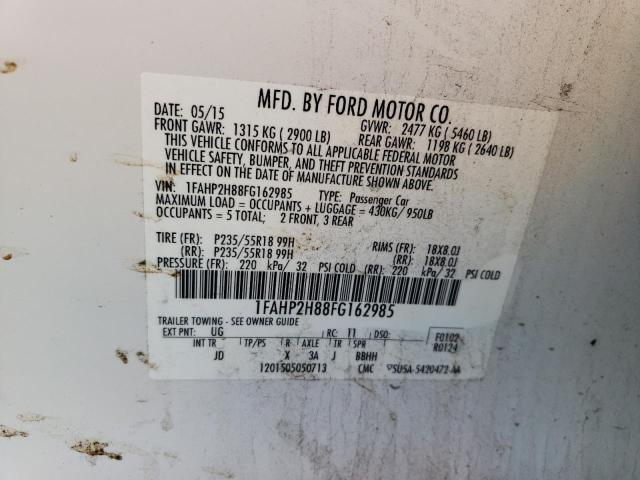 MFD. BY FORD MOTOR CO.
DATE: 05/15 GVWR: 2477 KG ( 5460 LB)
FRONT GAWR: 1315 KG ( 2900 LB) REAR GAWR: 1198 KG ( 2640 LB)
THIS VEHICLE CONFORMS TO ALL APPLICABLE FEDERAL MOTOR
VEHICLE SAFETY, BUMPER, AND THEFT PREVENTION STANDARDS
IN EFFECT ON THE DATE OF MANUFACTURE SHOWN ABOVE.
VIN: 1FAHP2H88FG162985 TYPE: Passenger Car
MAXIMUM LOAD = OCCUPANTS + LUGGAGE = 430KG/ 950LB
OCCUPANTS = 5 TOTAL; 2 FRONT, 3 REAR
TIRE (FR): P235/55R18 99H RIMS (FR): 18X8.0J
(RR): P235/55R18 99H (RR): 18X8.0J
PRESSURE (FR): 220 kPa/ 32 PSI COLD (RR): 220 kPa/ 32 PSI COLD
1FAHP2H88FG162985
TRAILER TOWING - SEE OWNER GUIDE
EXT PNT: UG RC: 11 DSO: F0102
120I TR TP/PS R AXLE TR SPR R0124
JD X 3A J BBHH
1201505050713 CMC